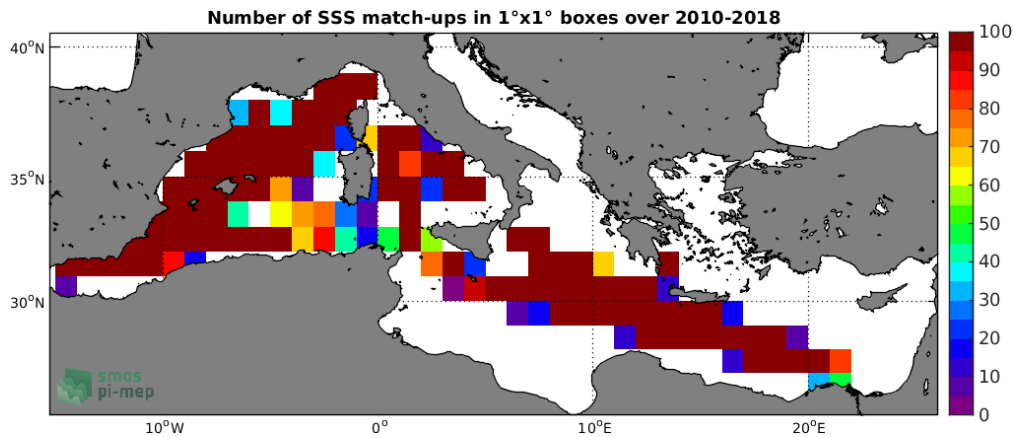 Number of SSS match-ups in 1°x1° boxes over 2010-2018
40°N
35°N
30°N
10°W
0°
10°E
20°E
100
90
80
70
60
50
40
30
20
10
0
smos
pi-mep